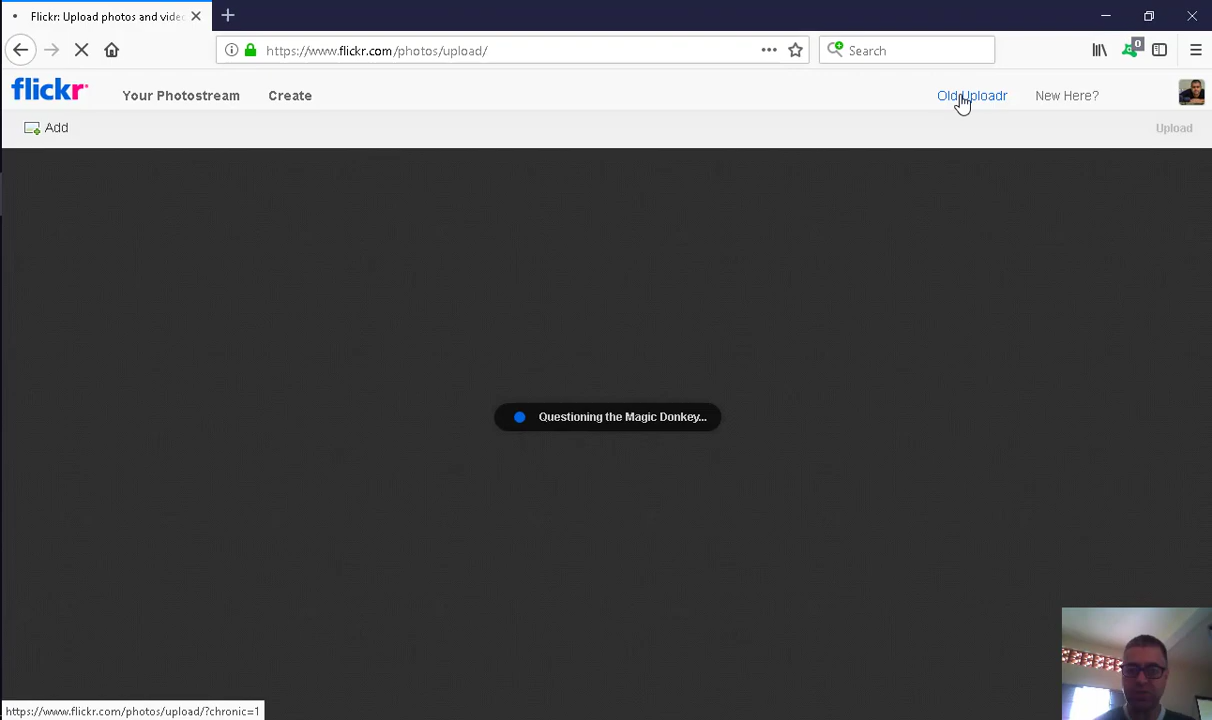 Flickr: Upload photos and vide
https://www.flickr.com/photos/upload/
Search
0
flickr
Your Photostream
Create
Old Uploadr
New Here?
Add
Upload
Questioning the Magic Donkey...
https://www.flickr.com/photos/upload/?chronic=1